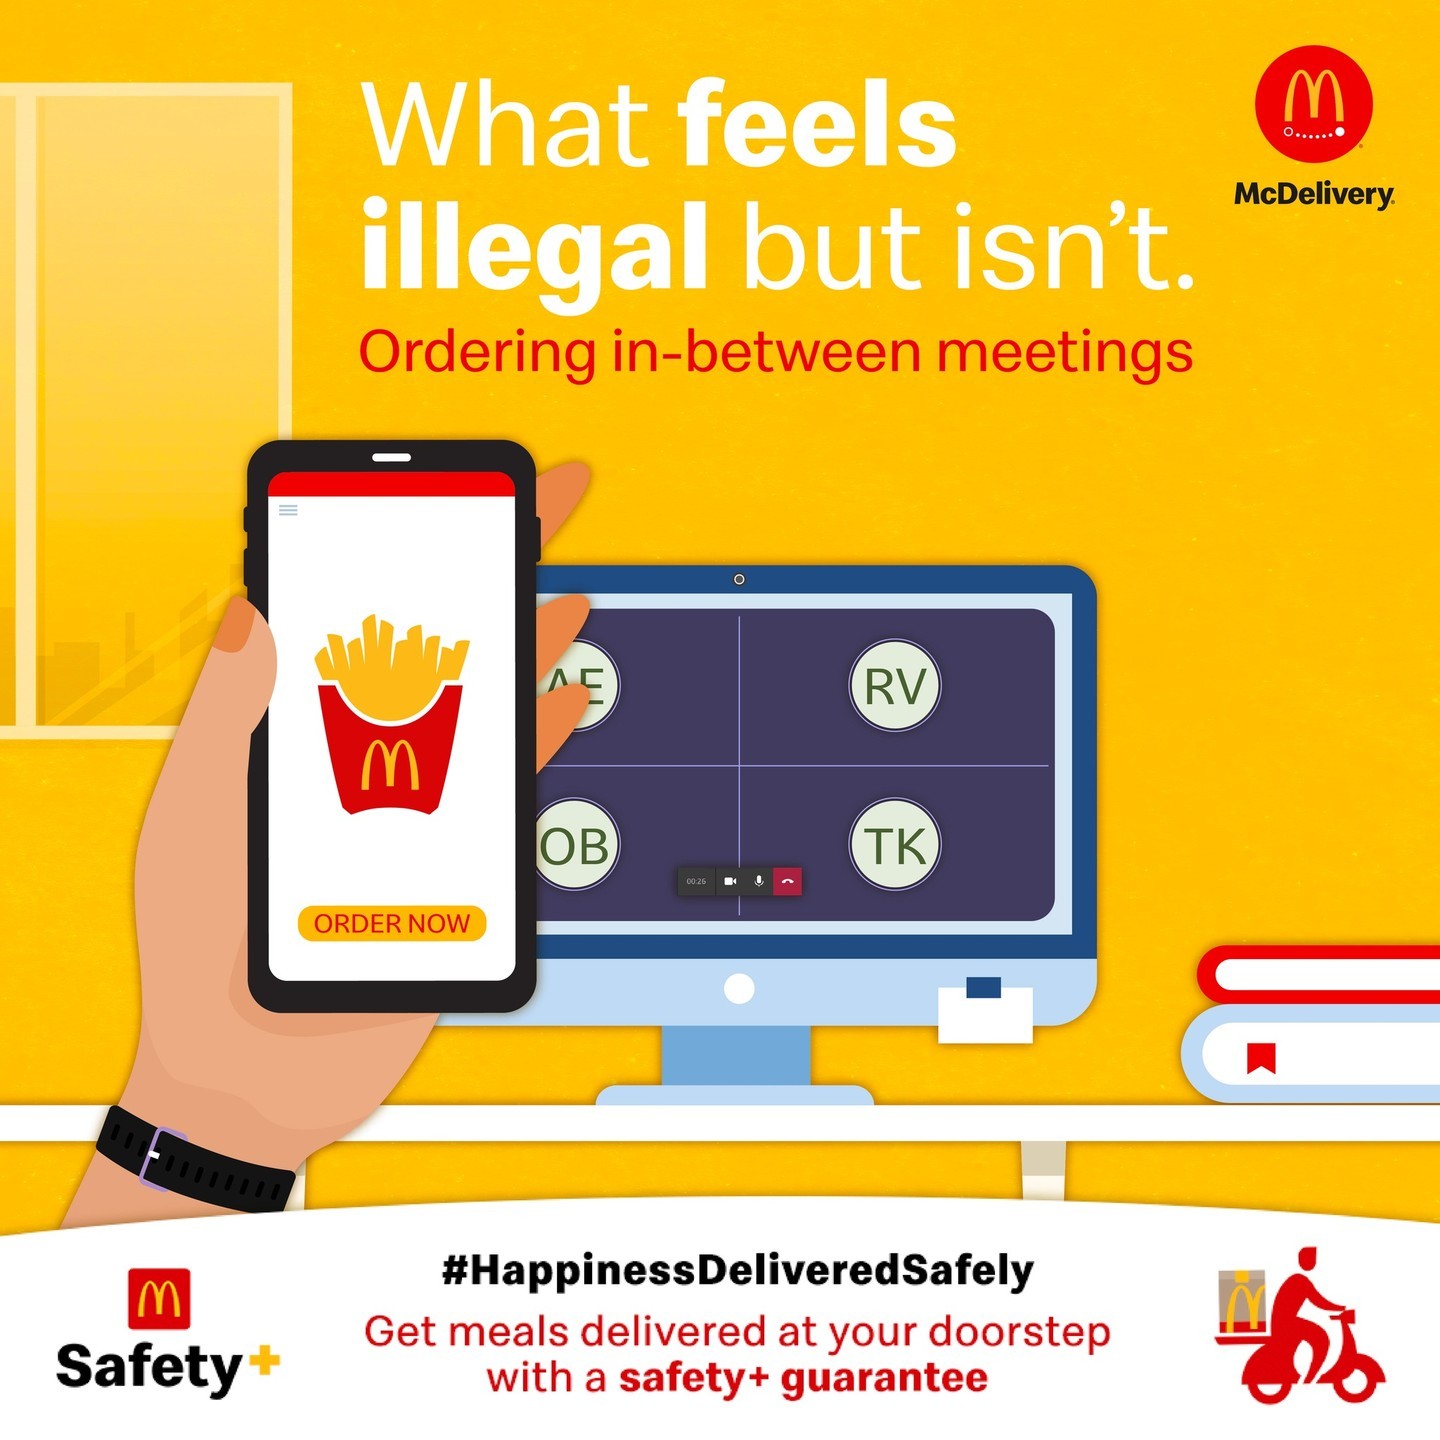 What feels
illegal but isn't.
Ordering in-between meetings
McDelivery
ORDER NOW
AE
RV
OB
TK
00:26
#HappinessDeliveredSafely
Get meals delivered at your doorstep
with a safety+ guarantee
Safety+